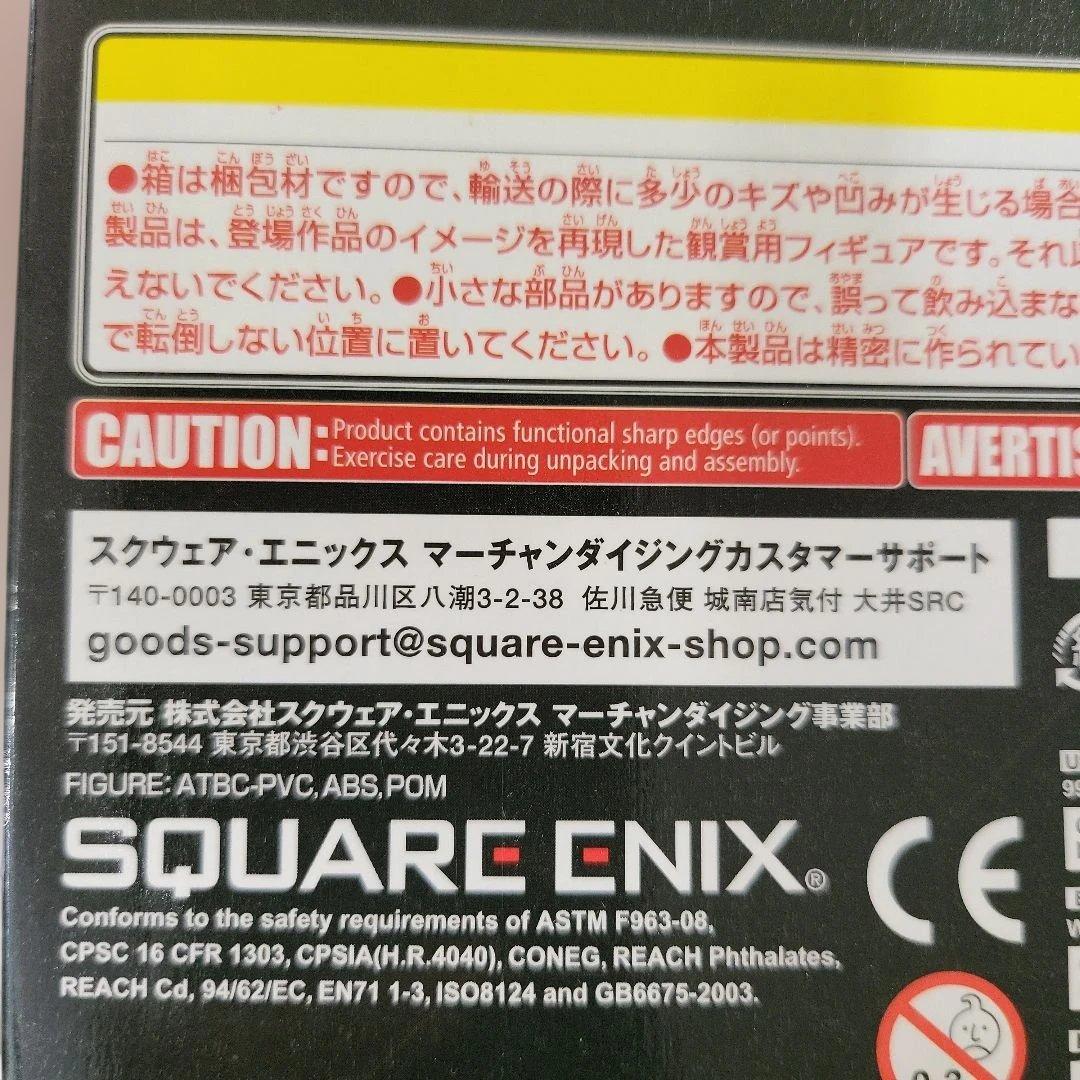 ●箱は梱包材ですので、輸送の際に多少のキズや凹みが生じる場合
製品は、登場作品のイメージを再現した観賞用フィギュアです。それ以
えないでください。●小さな部品がありますので、誤って飲み込まな
で転倒しない位置に置いてください。●本製品は精密に作られてい
CAUTION: Product contains functional sharp edges (or points).
Exercise care during unpacking and assembly.
AVERTIS
スクウェア・エニックス マーチャンダイジングカスタマーサポート
〒140-0003 東京都品川区八潮3-2-38 佐川急便 城南店気付 大井SRC
goods-support@square-enix-shop.com
発売元 株式会社スクウェア・エニックス マーチャンダイジング事業部
〒151-8544 東京都渋谷区代々木3-22-7 新宿文化クイントビル
FIGURE: ATBC-PVC, ABS, POM
SQUARE ENIX®
CE
Conforms to the safety requirements of ASTM F963-08,
CPSC 16 CFR 1303, CPSIA(H.R.4040), CONEG, REACH Phthalates,
REACH Cd, 94/62/EC, EN71 1-3, ISO8124 and GB6675-2003.